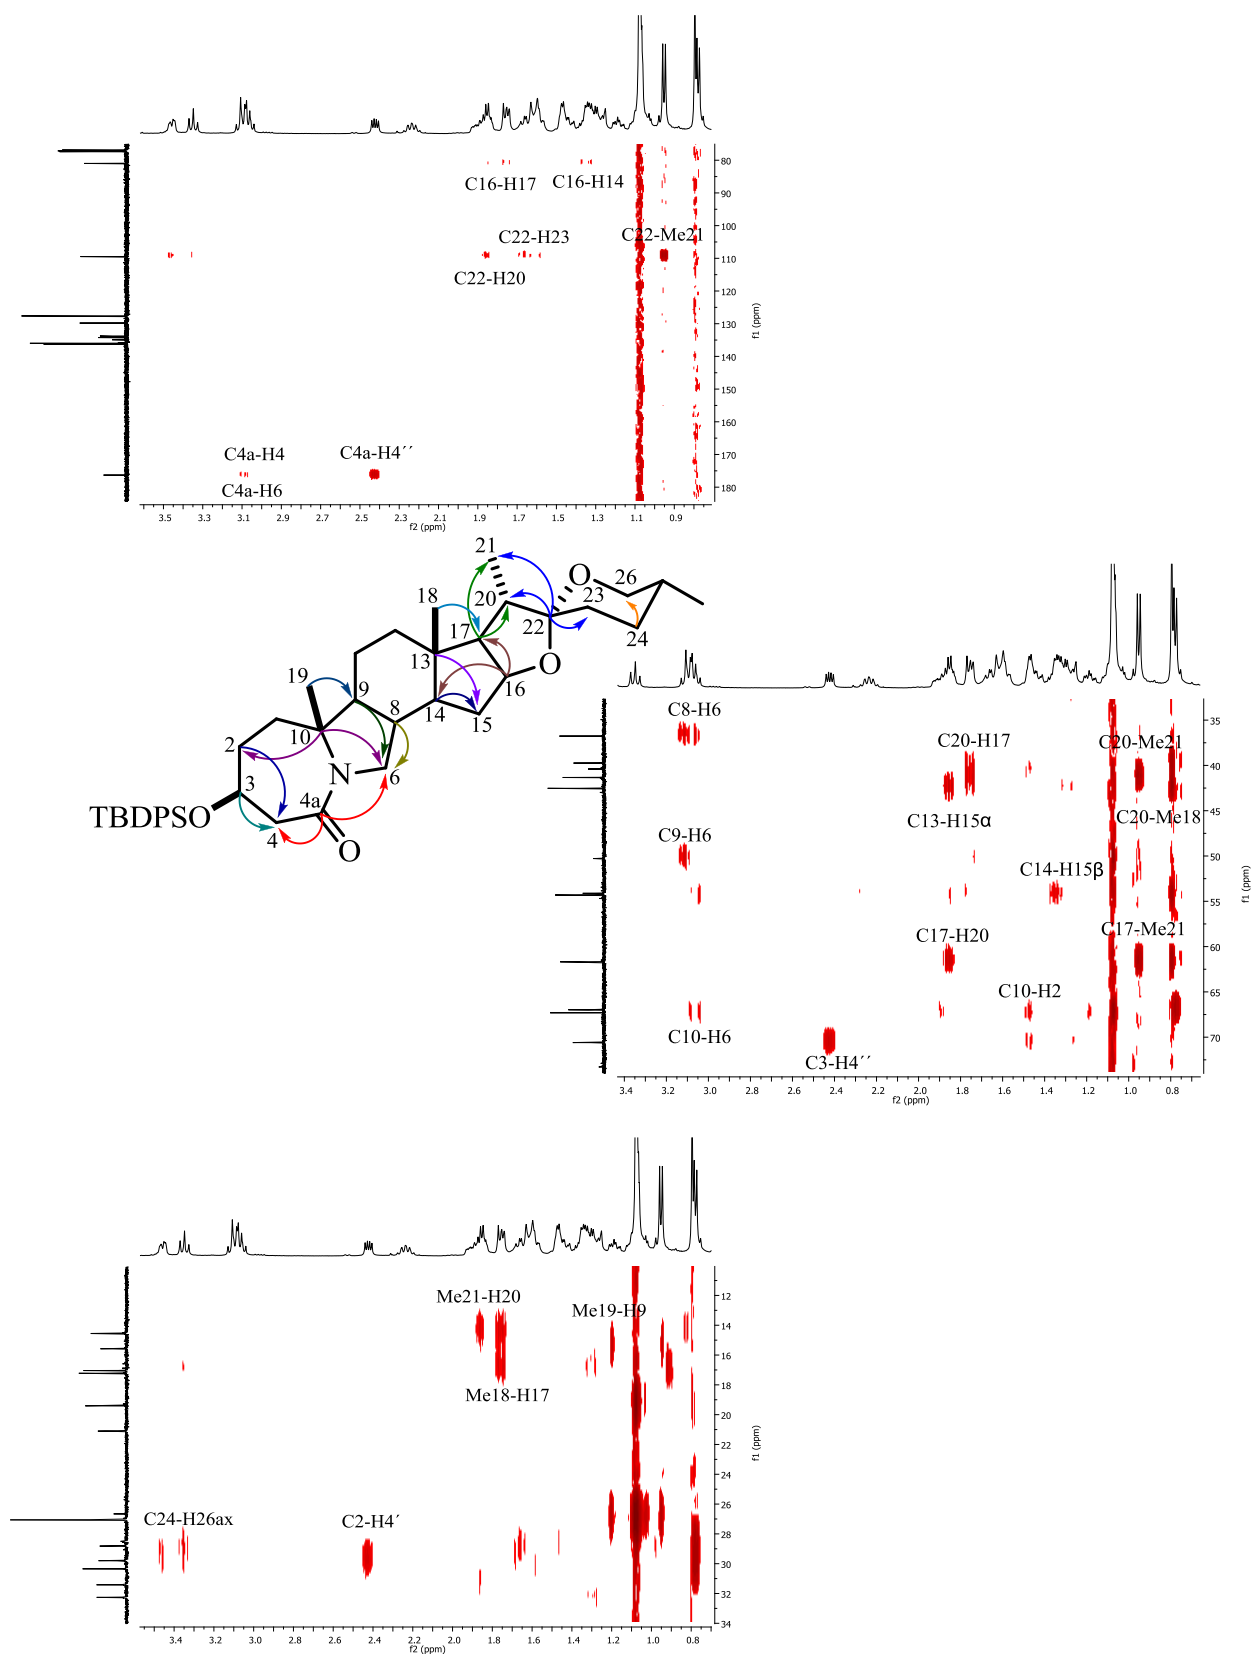 C16-H17 C16-H14
C22-H23 C22-Me21
C22-H20
C4a-H4 C4a-H4´´
C4a-H6
80
90
100
110
120
130
140
150
160
170
180
f1 (ppm)
3.5 3.3 3.1 2.9 2.7 2.5 2.3 2.1 1.9 1.7 1.5 1.3 1.1 0.9
f2 (ppm)
21
18 20 O 26
23
17 22 24
13 O
19 9 16
8 14 15
2 10
N 6
3 4a
TBDPSO
4 O
C8-H6
C20-H17 C20-Me21
C13-H15α C20-Me18
C9-H6
C14-H15β
C17-H20 C17-Me21
C10-H2
C10-H6
C3-H4´´
35
40
45
50
55
60
65
70
f1 (ppm)
3.4 3.2 3.0 2.8 2.6 2.4 2.2 2.0 1.8 1.6 1.4 1.2 1.0 0.8
f2 (ppm)
Me21-H20
Me19-H9
Me18-H17
C24-H26ax C2-H4´
12
14
16
18
20
22
24
26
28
30
32
34
f1 (ppm)
3.4 3.2 3.0 2.8 2.6 2.4 2.2 2.0 1.8 1.6 1.4 1.2 1.0 0.8
f2 (ppm)